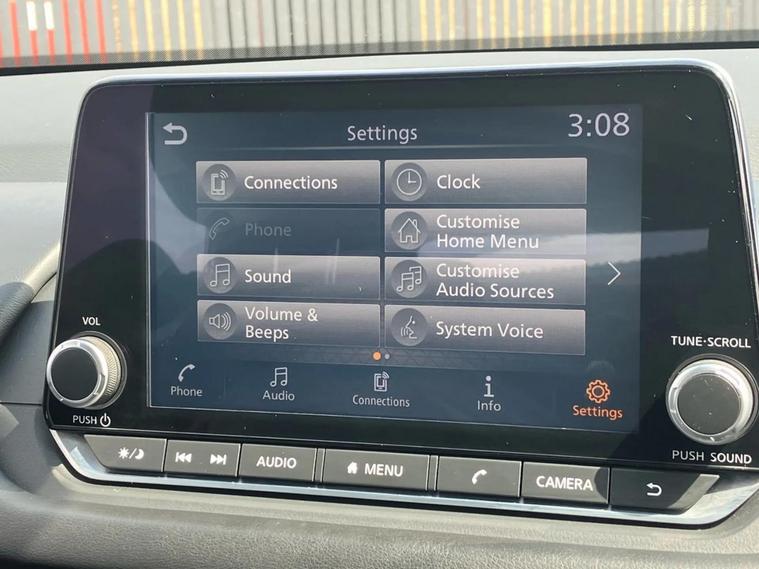 Settings
3:08
Connections
Clock
Phone
Customise
Home Menu
Sound
Customise
Audio Sources
Volume &
Beeps
System Voice
Phone
Audio
Connections
Info
Settings
VOL
PUSH
TUNE·SCROLL
PUSH SOUND
AUDIO
MENU
CAMERA